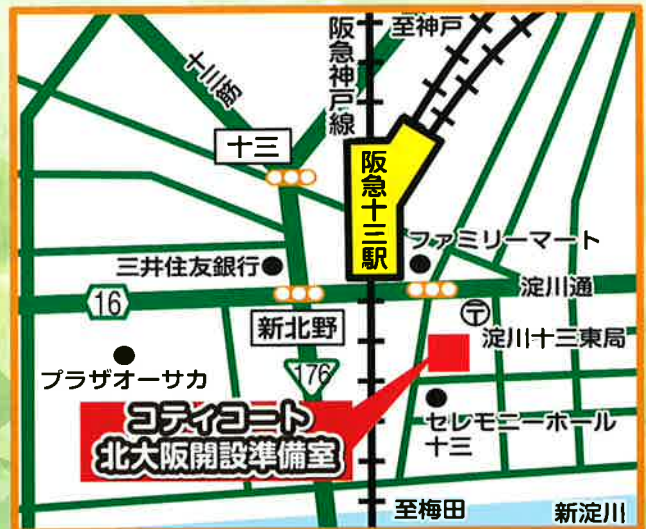 至神戸
阪急神戸線
十三筋
十三
阪急十三駅
ファミリーマート
三井住友銀行
16
淀川通
新北野
〒
淀川十三東局
プラザオーサカ
176
コティコート
北大阪開設準備室
セレモニーホール
十三
至梅田
新淀川